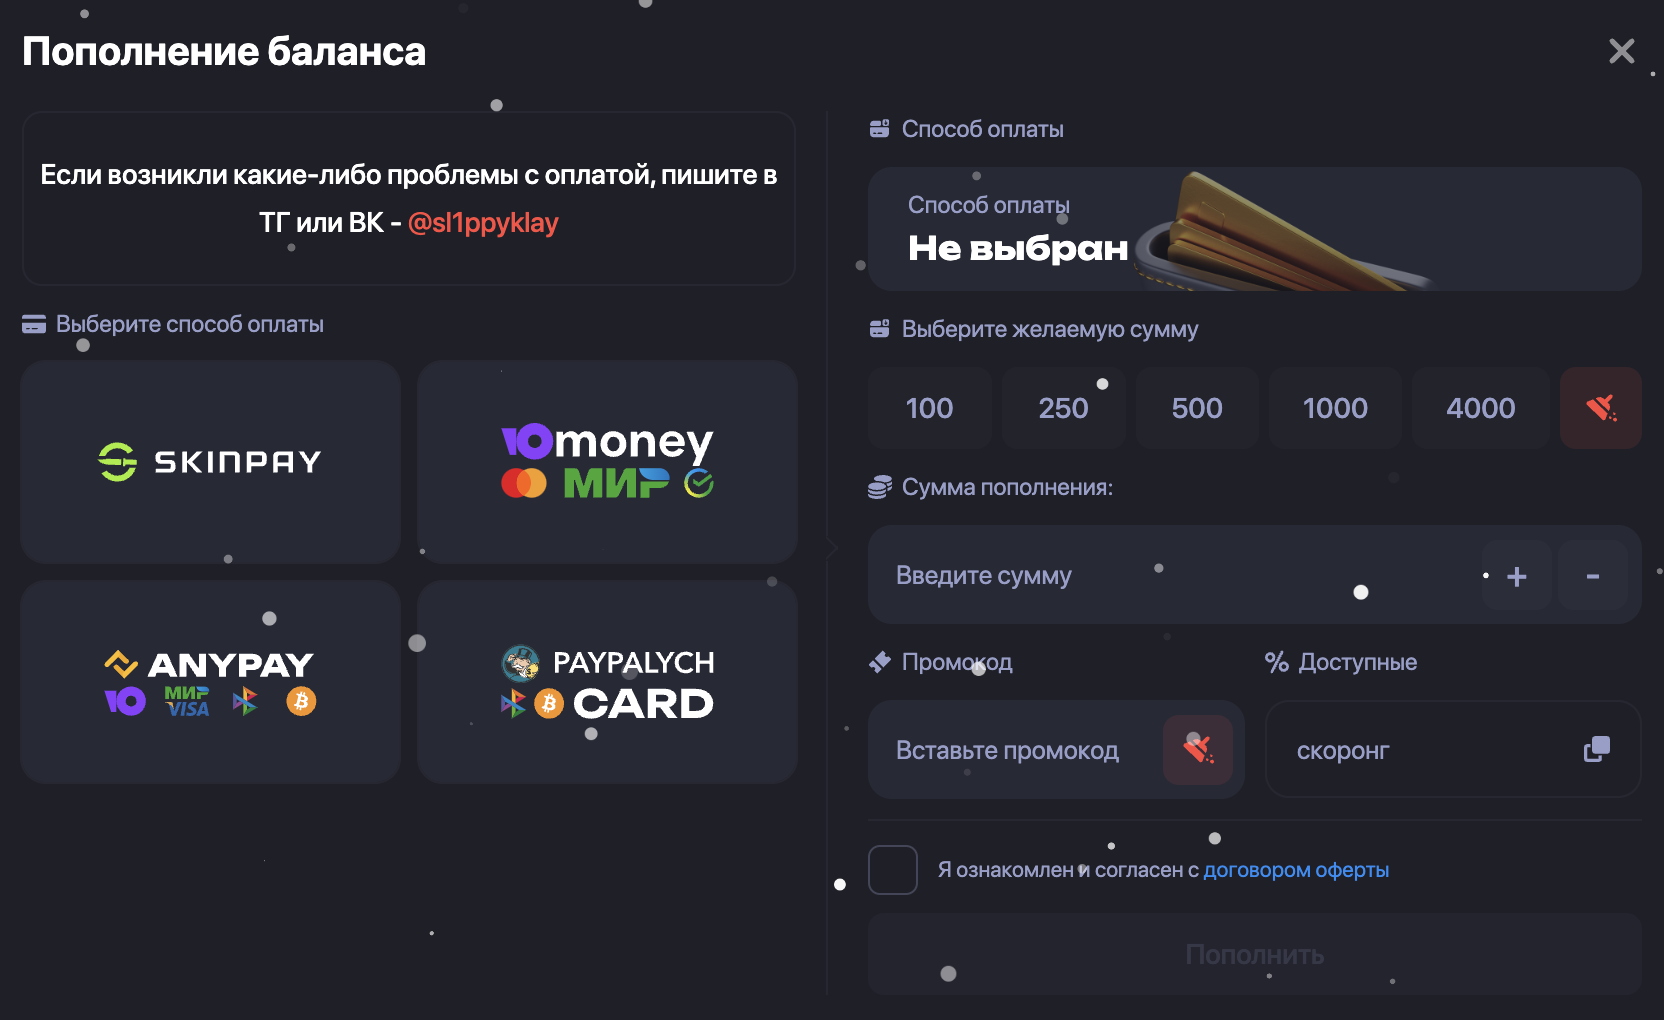 Пополнение баланса
Если возникли какие-либо проблемы с оплатой, пишите в
ТГ или ВК - @sl1ppyklay
Выберите способ оплаты
SKINPAY
Юmoney
МИР
ANYPAY
Ю МИР VISA
PAYPALYCH
CARD
Способ оплаты
Способ оплаты
Не выбран
Выберите желаемую сумму
100 250 500 1000 4000
Сумма пополнения:
Введите сумму + -
Промокод
% Доступные
Вставьте промокод
скоронг
Я ознакомлен и согласен с договором оферты
Пополнить